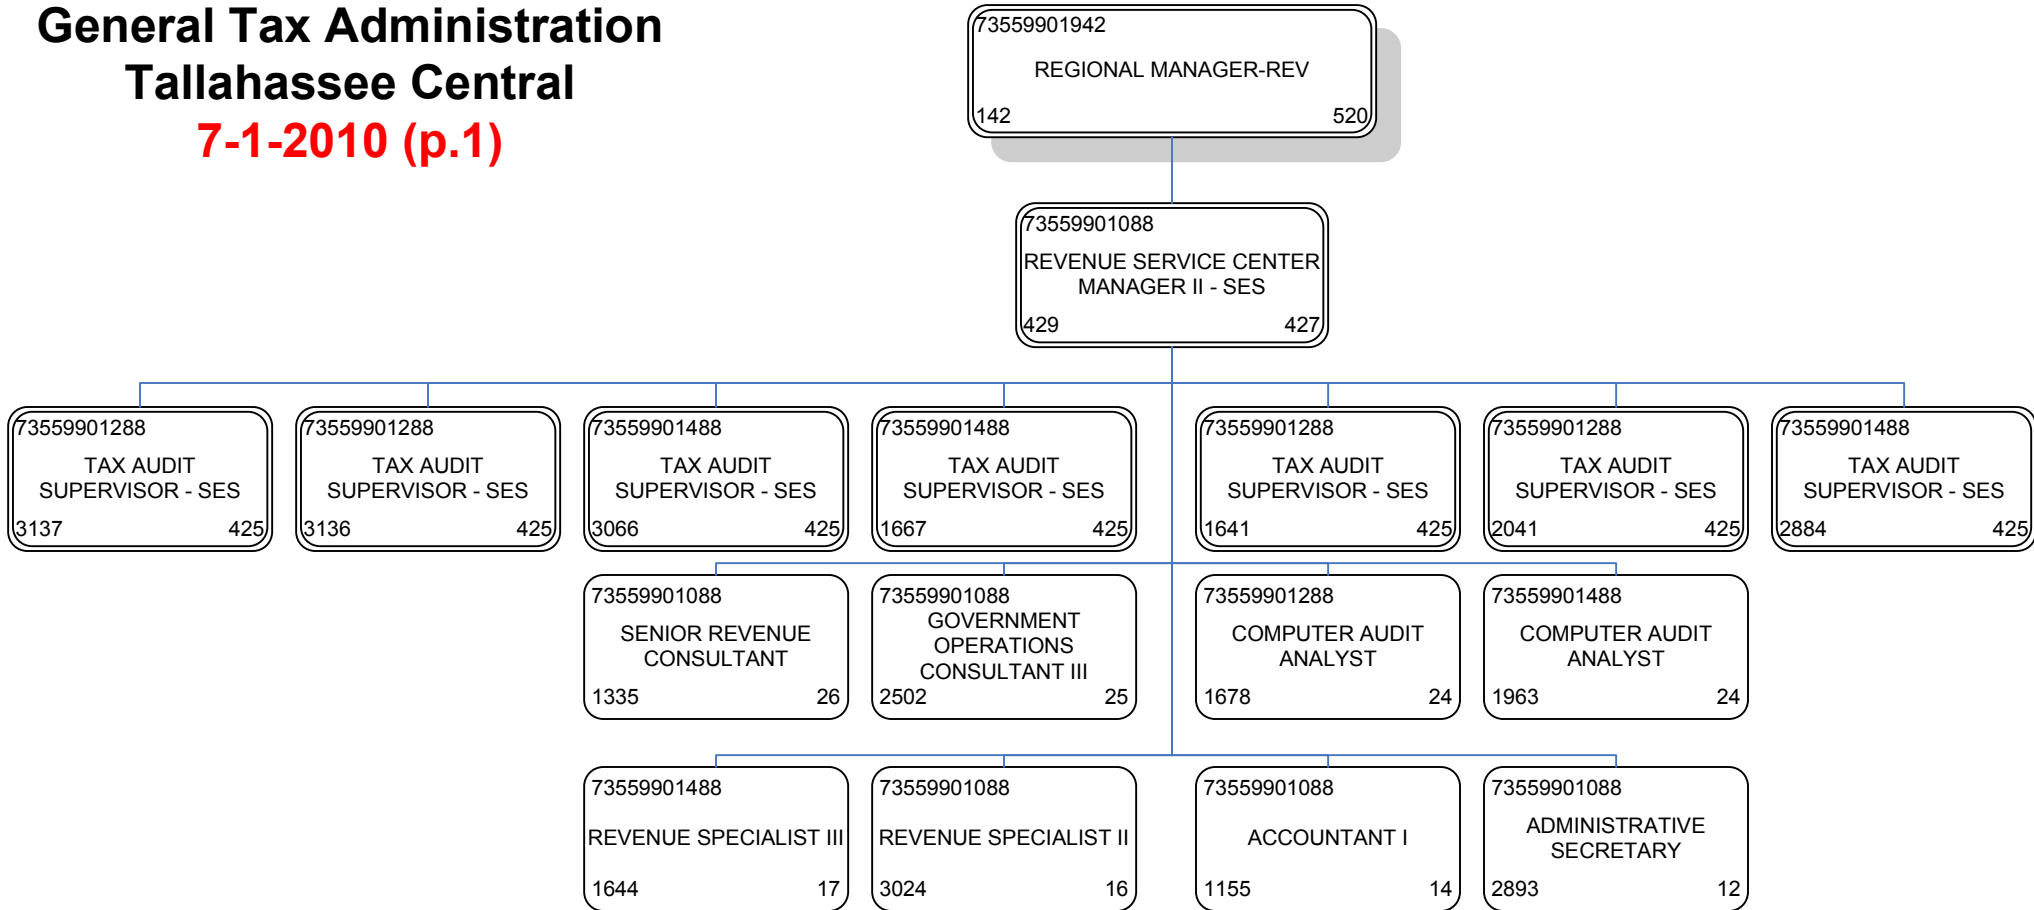 General Tax Administration
Tallahassee Central
7-1-2010 (p.1)
73559901942
REGIONAL MANAGER-REV
142 520
73559901088
REVENUE SERVICE CENTER
MANAGER II - SES
429 427
73559901288
TAX AUDIT
SUPERVISOR - SES
3137 425
73559901288
TAX AUDIT
SUPERVISOR - SES
3136 425
73559901488
TAX AUDIT
SUPERVISOR - SES
3066 425
73559901488
TAX AUDIT
SUPERVISOR - SES
1667 425
73559901288
TAX AUDIT
SUPERVISOR - SES
1641 425
73559901288
TAX AUDIT
SUPERVISOR - SES
2041 425
73559901488
TAX AUDIT
SUPERVISOR - SES
2884 425
73559901088
SENIOR REVENUE
CONSULTANT
1335 26
73559901088
GOVERNMENT
OPERATIONS
CONSULTANT III
2502 25
73559901288
COMPUTER AUDIT
ANALYST
1678 24
73559901488
COMPUTER AUDIT
ANALYST
1963 24
73559901488
REVENUE SPECIALIST III
1644 17
73559901088
REVENUE SPECIALIST II
3024 16
73559901088
ACCOUNTANT I
1155 14
73559901088
ADMINISTRATIVE
SECRETARY
2893 12